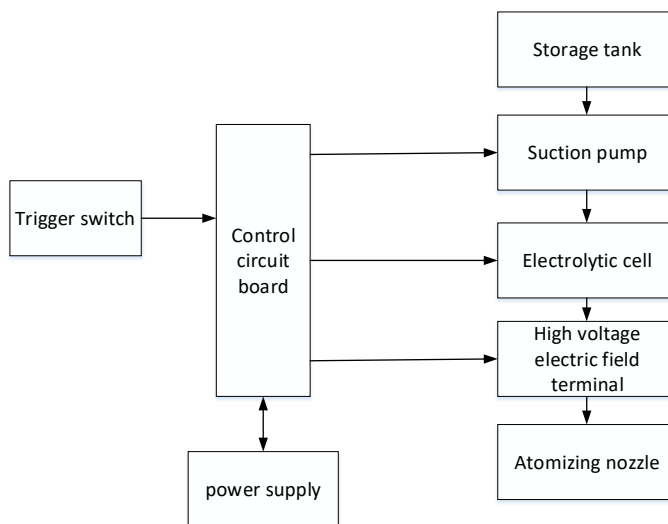 Storage tank
Suction pump
Trigger switch
Control
circuit
board
Electrolytic cell
High voltage
electric field
terminal
power supply
Atomizing nozzle